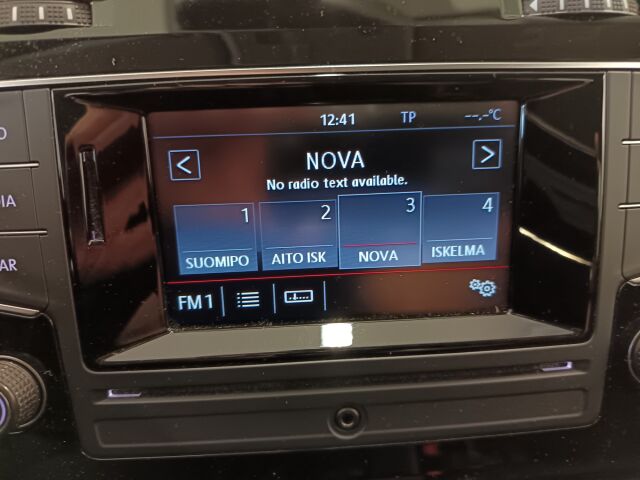 12:41 TP --,-°C
NOVA
No radio text available.
1 2 3 4
SUOMIPO AITO ISK NOVA ISKELMA
FM1